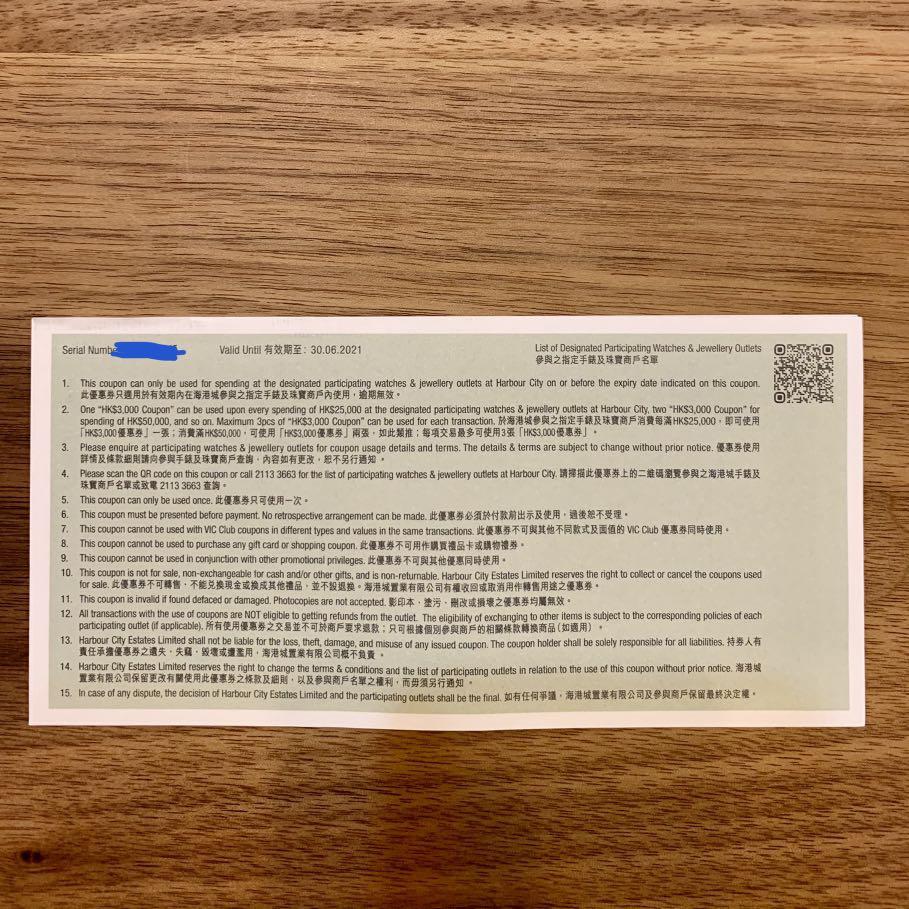 Serial Numbe
Valid Until 有效期至: 30.06.2021
List of Designated Participating Watches & Jewellery Outlets
參與之指定手錶及珠寶商戶名單
1. This coupon can only be used for spending at the designated participating watches & jewellery outlets at Harbour City on or before the expiry date indicated on this coupon.
此優惠券只適用於有效期內在海港城參與之指定手錶及珠寶商戶內使用，逾期無效。
2. One "HK$3,000 Coupon" can be used upon every spending of HK$25,000 at the designated participating watches & jewellery outlets at Harbour City, two "HK$3,000 Coupon" for
spending of HK$50,000, and so on. Maximum 3pcs of "HK$3,000 Coupon" can be used for each transaction. 於海港城參與之指定手錶及珠寶商戶消費每滿HK$25,000，即可使用
「HK$3,000優惠券」一張；消費滿HK$50,000，可使用「HK$3,000優惠券」兩張，如此類推；每項交易最多可使用3張「HK$3,000優惠券」。
3. Please enquire at participating watches & jewellery outlets for coupon usage details and terms. The details & terms are subject to change without prior notice. 優惠券使用
詳情及條款細則請向參與手錶及珠寶商戶查詢，內容如有更改，恕不另行通知。
4. Please scan the QR code on this coupon or call 2113 3663 for the list of participating watches & jewellery outlets at Harbour City. 請掃描此優惠券上的二維碼瀏覽參與之海港城手錶及
珠寶商戶名單或致電 2113 3663 查詢。
5. This coupon can only be used once. 此優惠券只可使用一次。
6. This coupon must be presented before payment. No retrospective arrangement can be made. 此優惠券必須於付款前出示及使用，過後恕不受理。
7. This coupon cannot be used with VIC Club coupons in different types and values in the same transactions. 此優惠券不可與其他不同款式及面值的 VIC Club 優惠券同時使用。
8. This coupon cannot be used to purchase any gift card or shopping coupon. 此優惠券不可用作購買禮品卡或購物禮券。
9. This coupon cannot be used in conjunction with other promotional privileges. 此優惠券不可與其他優惠同時使用。
10. This coupon is not for sale, non-exchangeable for cash and/or other gifts, and is non-returnable. Harbour City Estates Limited reserves the right to collect or cancel the coupons used
for sale. 此優惠券不可轉售，不能兌換現金或換成其他禮品，並不設退換。海港城置業有限公司有權收回或取消用作轉售用途之優惠券。
11. This coupon is invalid if found defaced or damaged. Photocopies are not accepted. 影印本、塗污、刪改或損壞之優惠券均屬無效。
12. All transactions with the use of coupons are NOT eligible to getting refunds from the outlet. The eligibility of exchanging to other items is subject to the corresponding policies of each
participating outlet (if applicable). 所有使用優惠券之交易並不可於商戶要求退款；只可根據個別參與商戶的相關條款轉換商品（如適用）。
13. Harbour City Estates Limited shall not be liable for the loss, theft, damage, and misuse of any issued coupon. The coupon holder shall be solely responsible for all liabilities. 持券人有
責任承擔優惠券之遺失、失竊、毀壞或遭濫用，海港城置業有限公司概不負責。
14. Harbour City Estates Limited reserves the right to change the terms & conditions and the list of participating outlets in relation to the use of this coupon without prior notice. 海港城
置業有限公司保留更改有關使用此優惠券之條款及細則，以及參與商戶名單之權利，而毋須另行通知。
15. In case of any dispute, the decision of Harbour City Estates Limited and the participating outlets shall be the final. 如有任何爭議，海港城置業有限公司及參與商戶保留最終決定權。